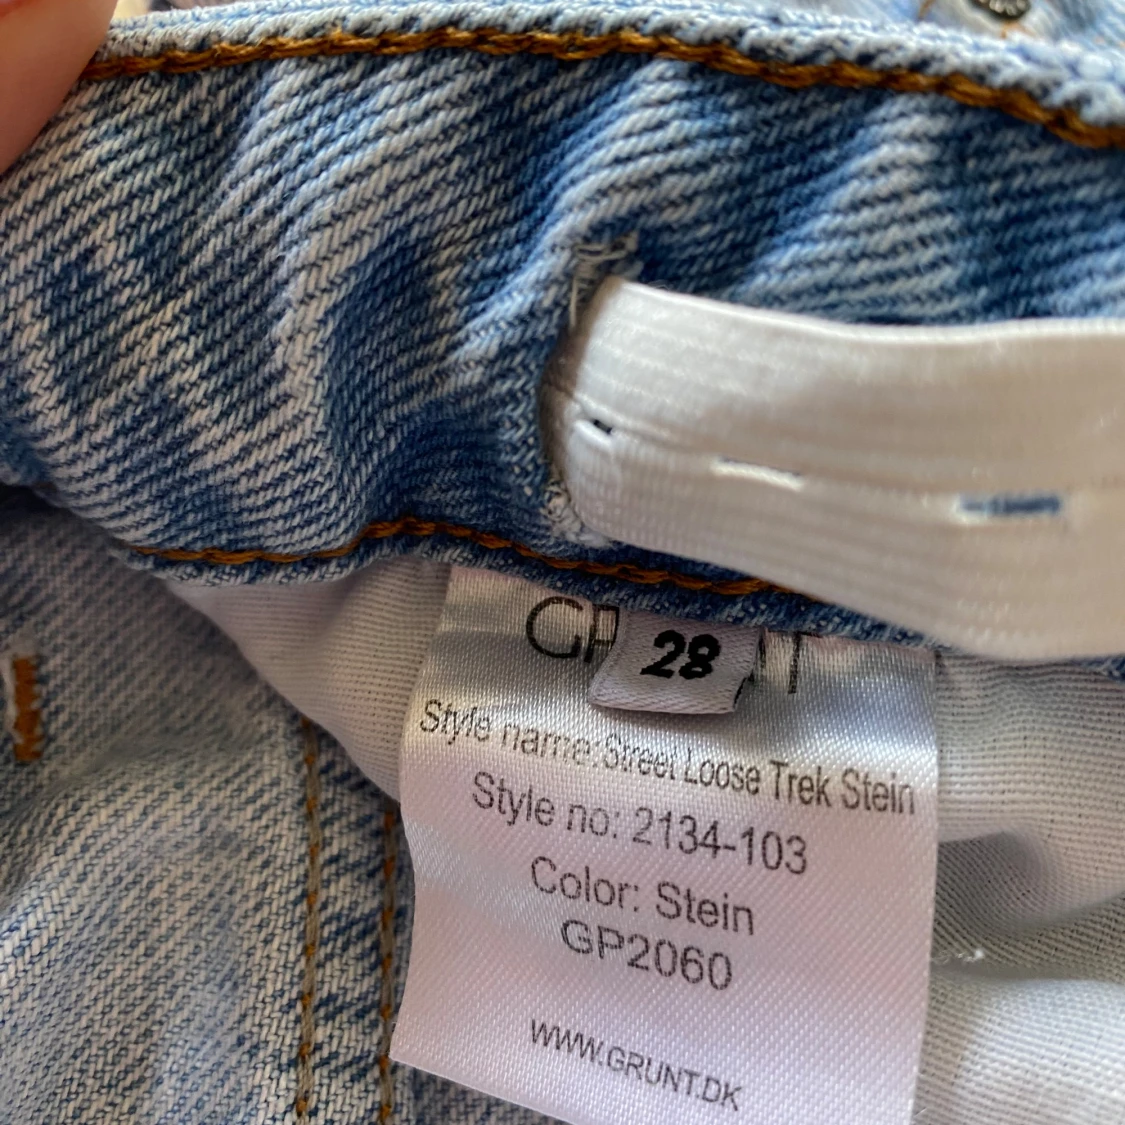 28
Style name: Street Loose Trek Stein
Style no: 2134-103
Color: Stein
GP2060
WWW.GRUNT.DK